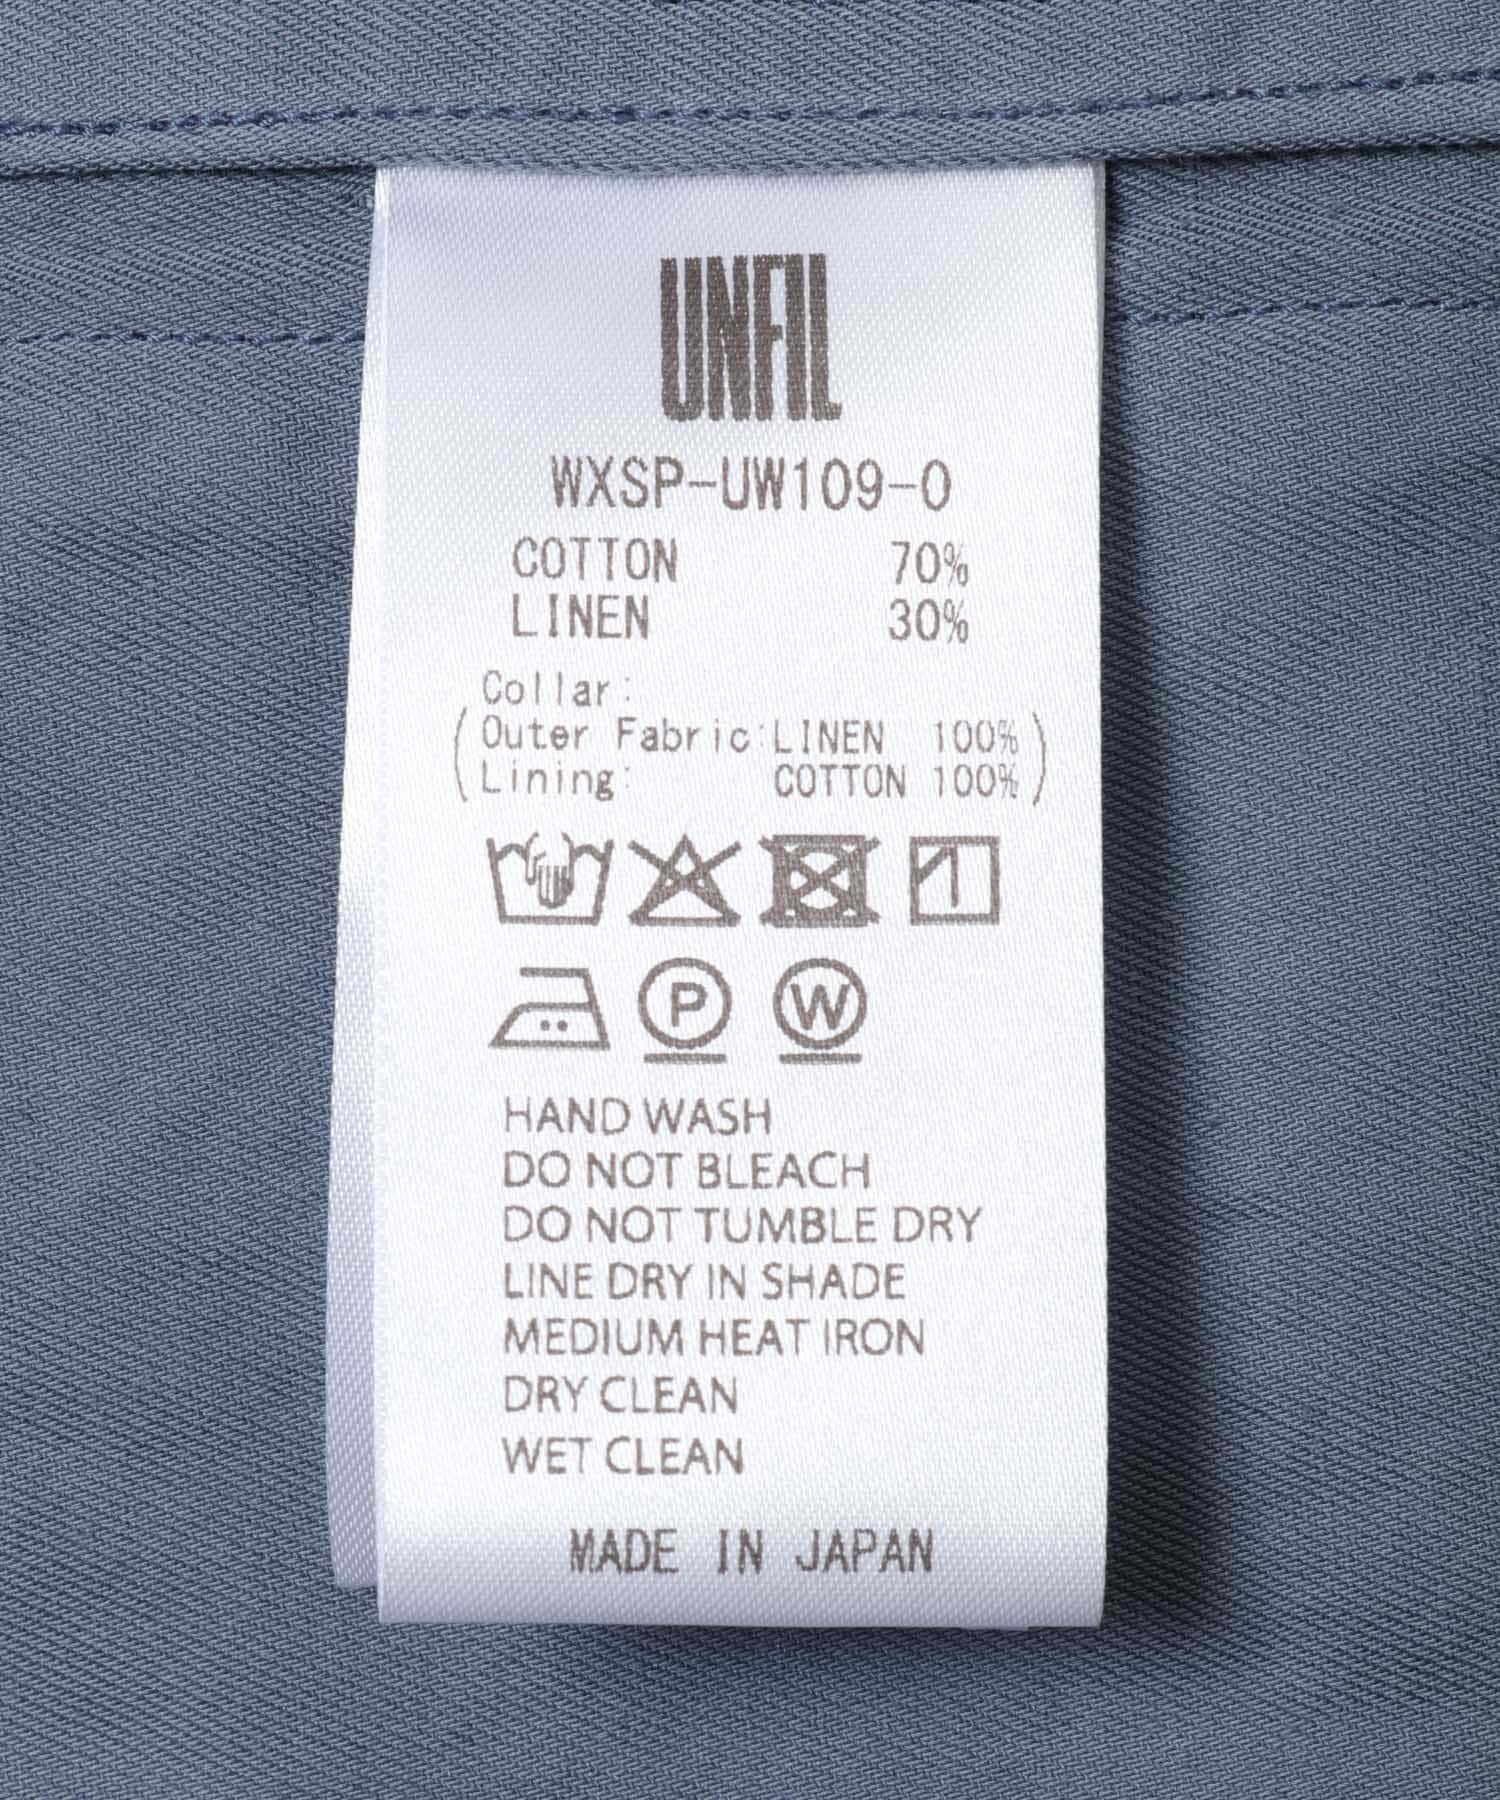 UNFIL
WXSP-UW109-0
COTTON 70%
LINEN 30%
Collar:
(Outer Fabric:LINEN 100%)
(Lining: COTTON 100%)
P W
HAND WASH
DO NOT BLEACH
DO NOT TUMBLE DRY
LINE DRY IN SHADE
MEDIUM HEAT IRON
DRY CLEAN
WET CLEAN
MADE IN JAPAN